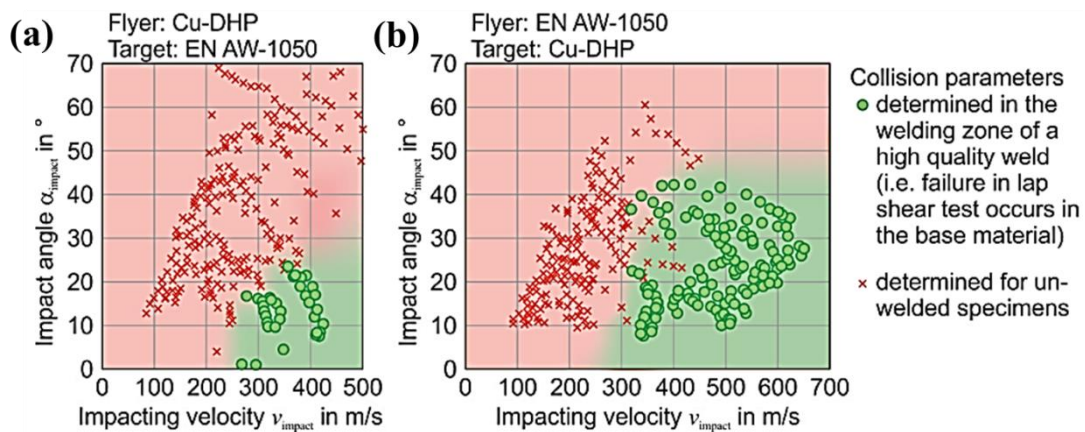 (a)
Flyer: Cu-DHP
Target: EN AW-1050
70
60
50
40
30
20
10
0
Impact angle α_impact in °
0 100 200 300 400 500
Impacting velocity v_impact in m/s
(b)
Flyer: EN AW-1050
Target: Cu-DHP
70
60
50
40
30
20
10
0
Impact angle α_impact in °
0 100 200 300 400 500 600 700
Impacting velocity v_impact in m/s
Collision parameters
determined in the
welding zone of a
high quality weld
(i.e. failure in lap
shear test occurs in
the base material)
determined for un-
welded specimens